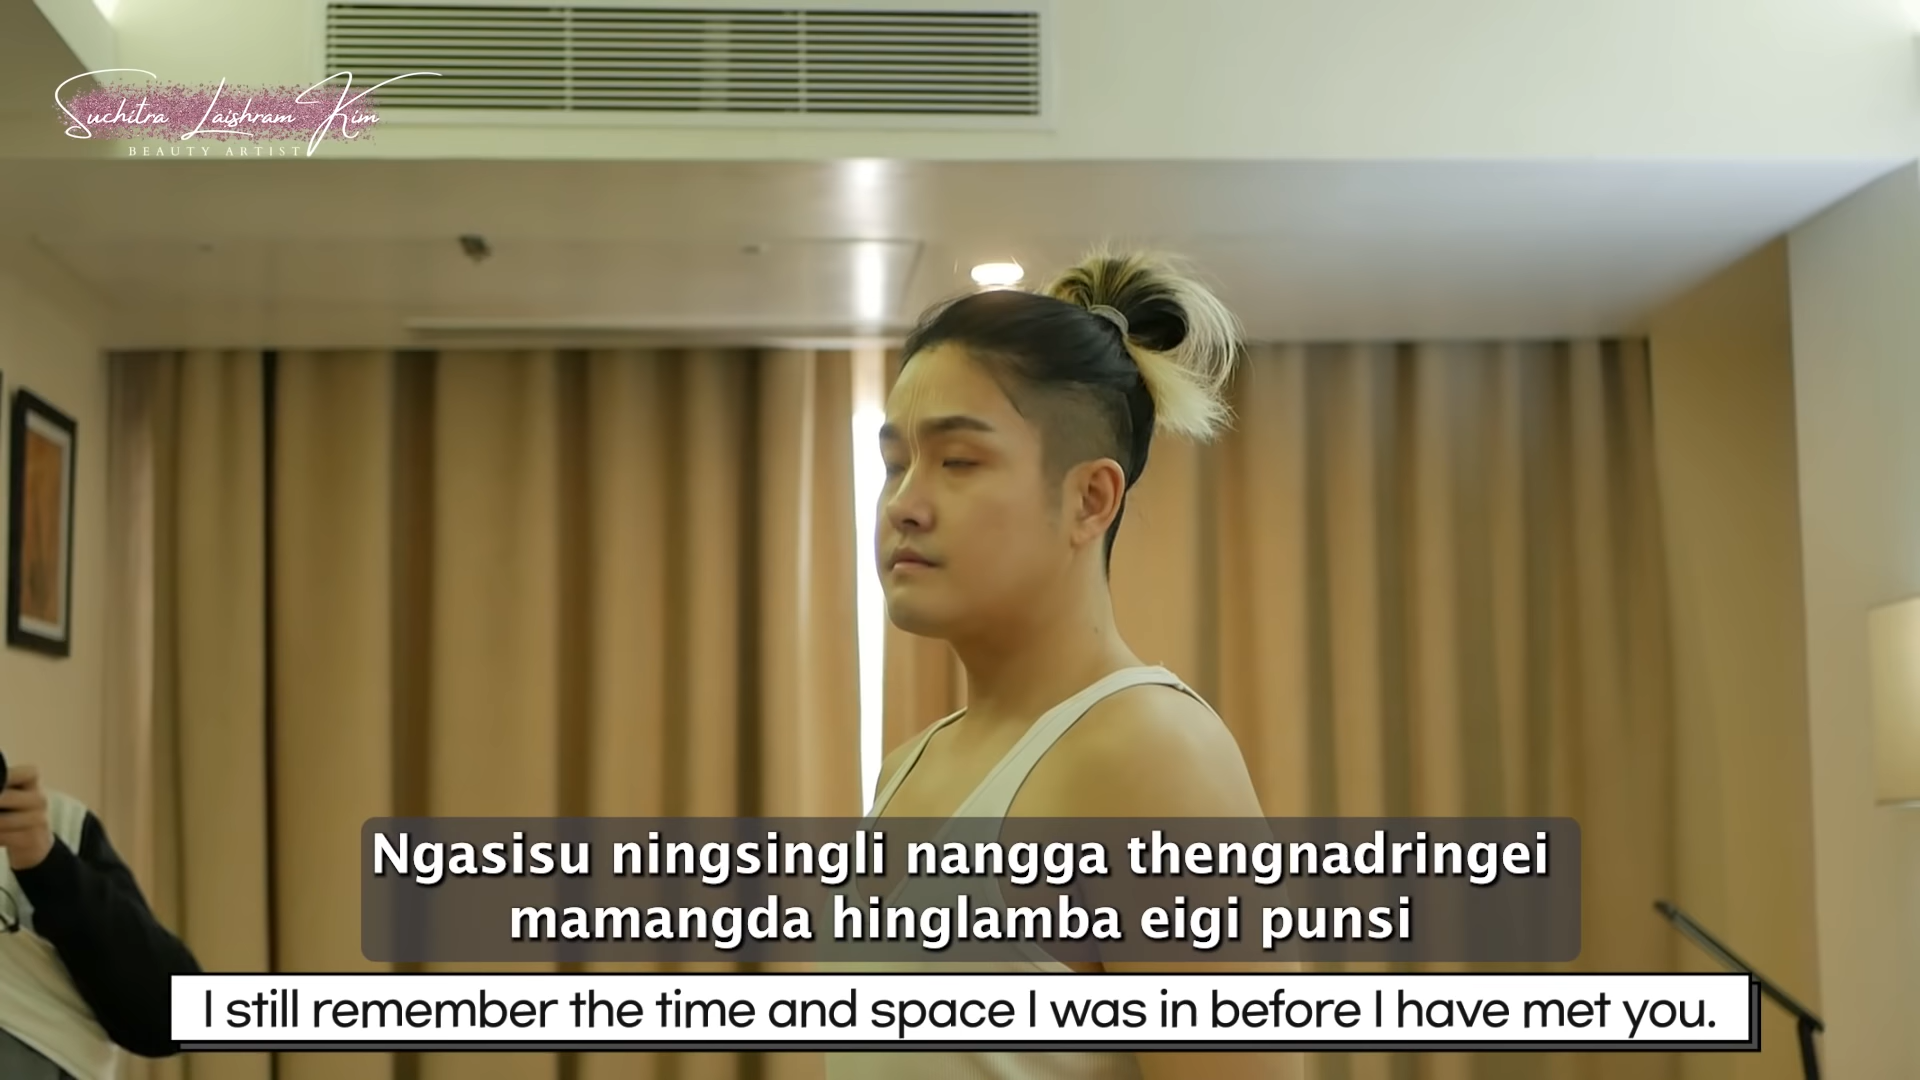 Suchitra Laishram Kim
BEAUTY ARTIST
Ngasisu ningsingli nangga thengnadringei
mamangda hinglamba eigi punsi
I still remember the time and space I was in before I have met you.